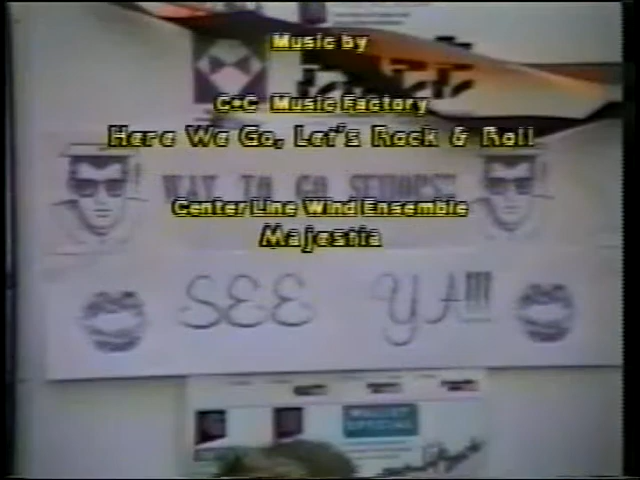 Music by
C+C Music Factory
Here We Go, Let's Rock & Roll
WAY TO GO SENIORS!!
Center Line Wind Ensemble
Majestia
SEE YA!!!